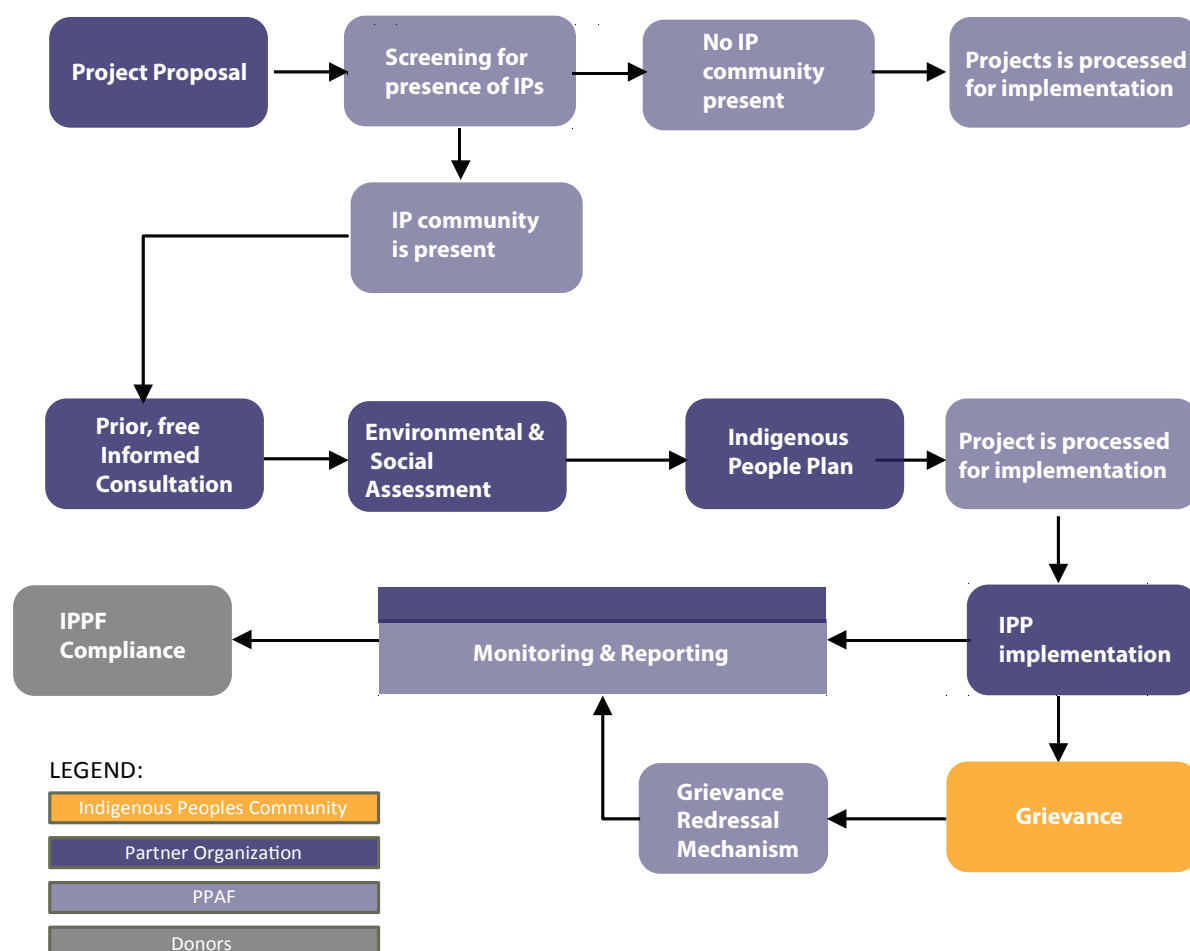 Project Proposal
Screening for
presence of IPs
No IP
community
present
Projects is processed
for implementation
IP community
is present
Prior, free
Informed
Consultation
Environmental &
Social
Assessment
Indigenous
People Plan
Project is processed
for implementation
IPPF
Compliance
Monitoring & Reporting
IPP
implementation
Grievance
Redressal
Mechanism
Grievance
LEGEND:
Indigenous Peoples Community
Partner Organization
PPAF
Donors